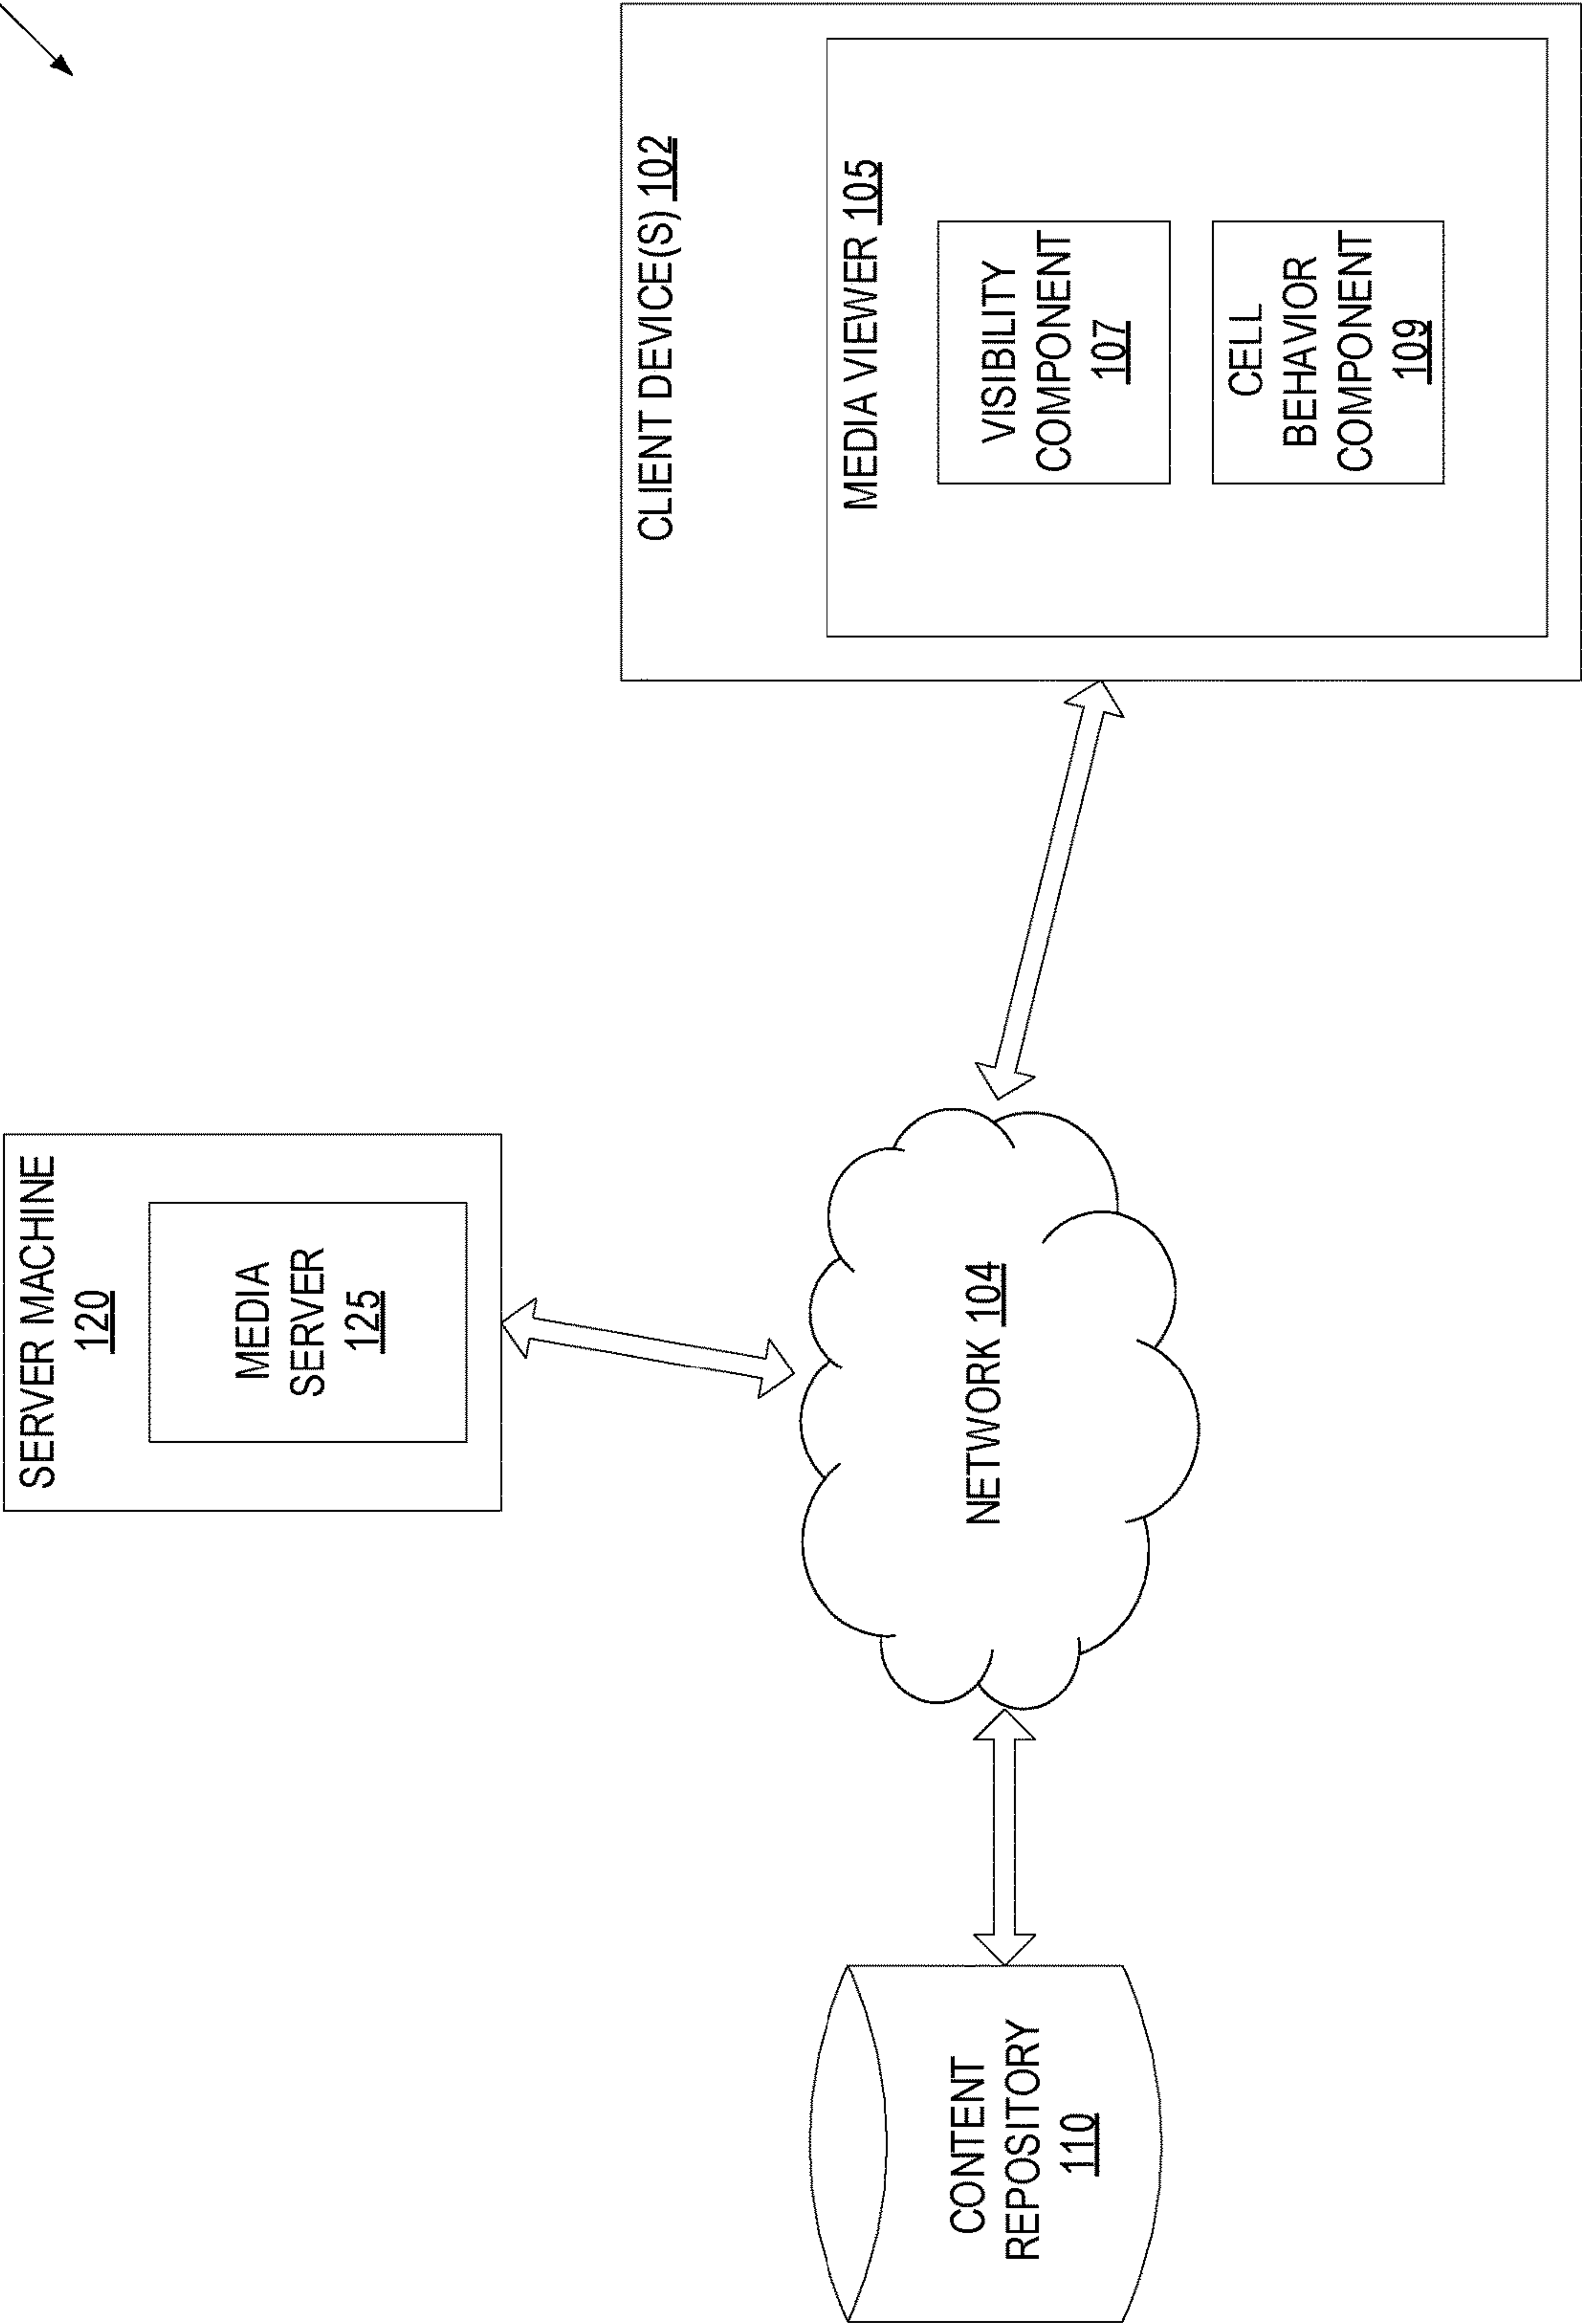 SERVER MACHINE
120
MEDIA
SERVER
125
CLIENT DEVICE(S) 102
MEDIA VIEWER 105
VISIBILITY
COMPONENT
107
CELL
BEHAVIOR
COMPONENT
109
NETWORK 104
CONTENT
REPOSITORY
110